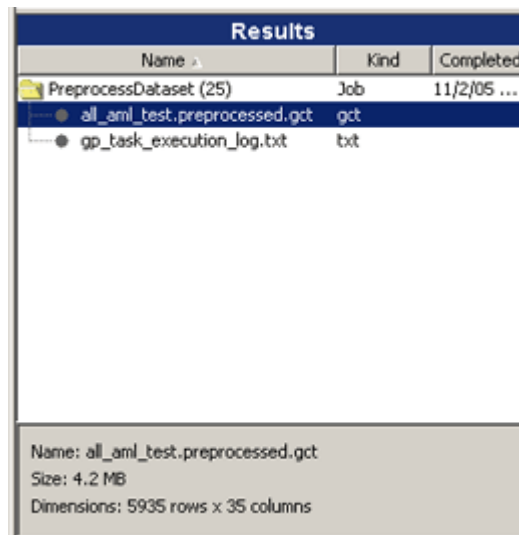 Results
Name Kind Completed
PreprocessDataset (25) Job 11/2/05 ...
all_aml_test.preprocessed.gct gct
gp_task_execution_log.txt txt
Name: all_aml_test.preprocessed.gct
Size: 4.2 MB
Dimensions: 5935 rows x 35 columns